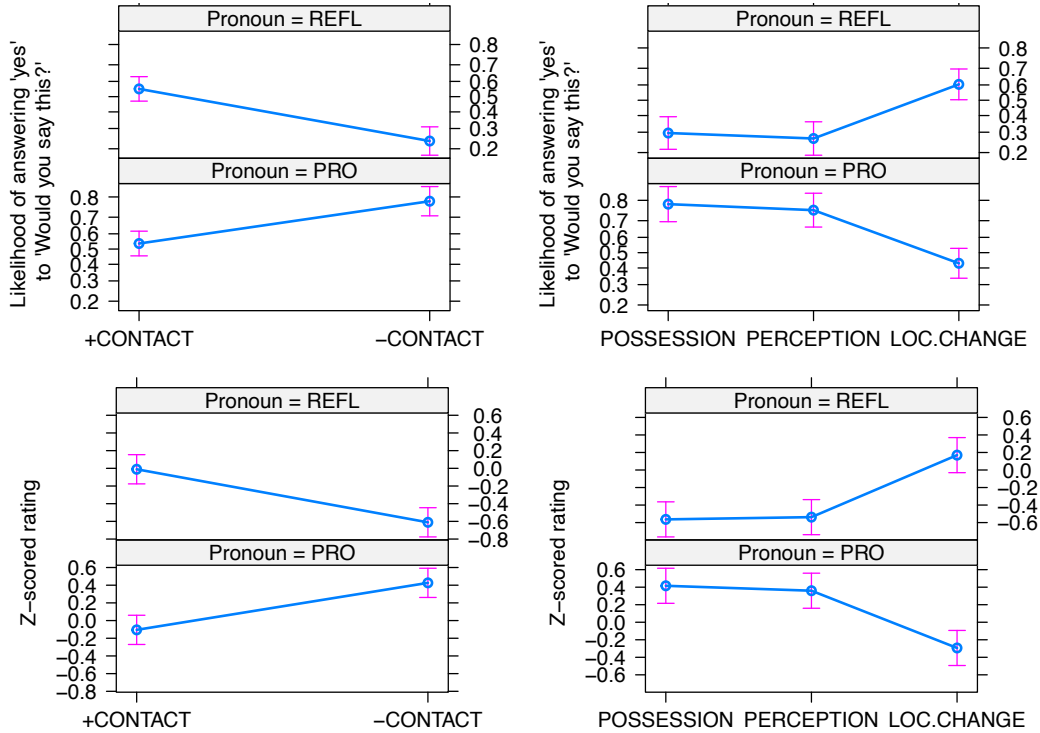 Pronoun = REFL
Likelihood of answering 'yes'
to 'Would you say this?'
0.8
0.7
0.6
0.5
0.4
0.3
0.2
Pronoun = PRO
0.8
0.7
0.6
0.5
0.4
0.3
0.2
+CONTACT
−CONTACT
Pronoun = REFL
Likelihood of answering 'yes'
to 'Would you say this?'
0.8
0.7
0.6
0.5
0.4
0.3
0.2
Pronoun = PRO
0.8
0.7
0.6
0.5
0.4
0.3
0.2
POSSESSION
PERCEPTION
LOC.CHANGE
Pronoun = REFL
Z−scored rating
0.6
0.4
0.2
0.0
−0.2
−0.4
−0.6
−0.8
Pronoun = PRO
0.6
0.4
0.2
0.0
−0.2
−0.4
−0.6
−0.8
+CONTACT
−CONTACT
Pronoun = REFL
Z−scored rating
0.6
0.4
0.2
0.0
−0.2
−0.4
−0.6
Pronoun = PRO
0.6
0.4
0.2
0.0
−0.2
−0.4
−0.6
POSSESSION
PERCEPTION
LOC.CHANGE